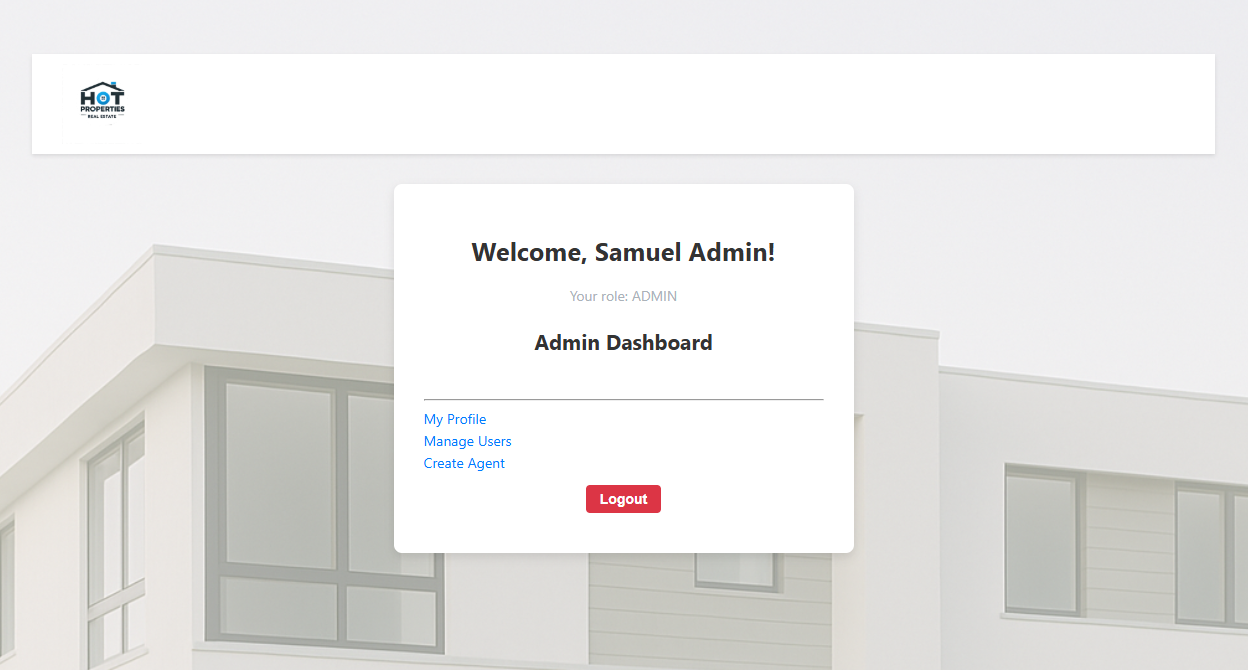 HOT
PROPERTIES
REAL ESTATE
Welcome, Samuel Admin!
Your role: ADMIN
Admin Dashboard
My Profile
Manage Users
Create Agent
Logout